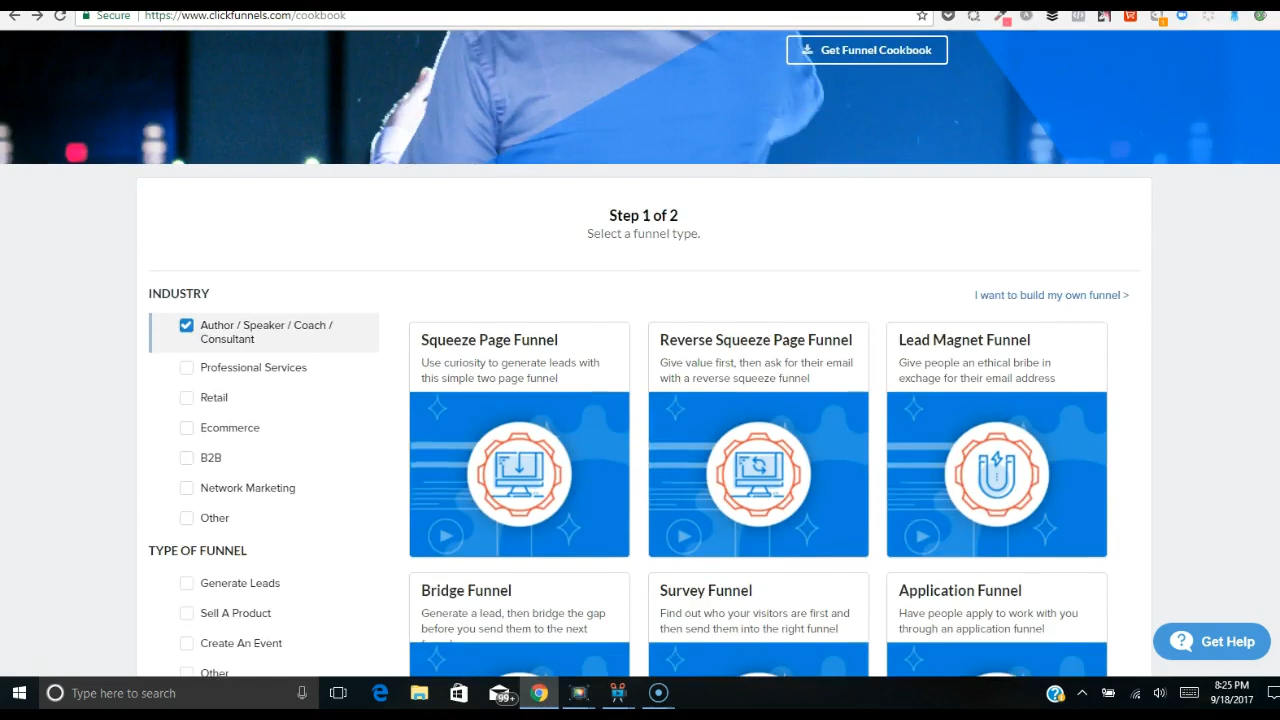 Secure
https://www.clickfunnels.com/cookbook
Get Funnel Cookbook
Step 1 of 2
Select a funnel type.
INDUSTRY
I want to build my own funnel >
Author / Speaker / Coach /
Consultant
Professional Services
Retail
Ecommerce
B2B
Network Marketing
Other
TYPE OF FUNNEL
Generate Leads
Sell A Product
Create An Event
Other
Squeeze Page Funnel
Use curiosity to generate leads with
this simple two page funnel
Reverse Squeeze Page Funnel
Give value first, then ask for their email
with a reverse squeeze funnel
Lead Magnet Funnel
Give people an ethical bribe in
exchage for their email address
Bridge Funnel
Generate a lead, then bridge the gap
before you send them to the next
Survey Funnel
Find out who your visitors are first and
then send them into the right funnel
Application Funnel
Have people apply to work with you
through an application funnel
Get Help
Type here to search
99+
8:25 PM
9/18/2017